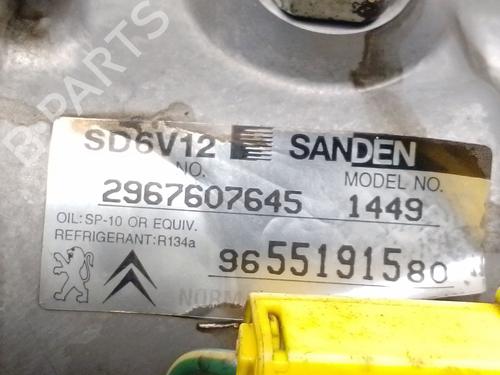 B-PARTS
SD6V12 SANDEN
NO. MODEL NO.
2967607645 1449
OIL:SP-10 OR EQUIV.
REFRIGERANT:R134a
9655191580